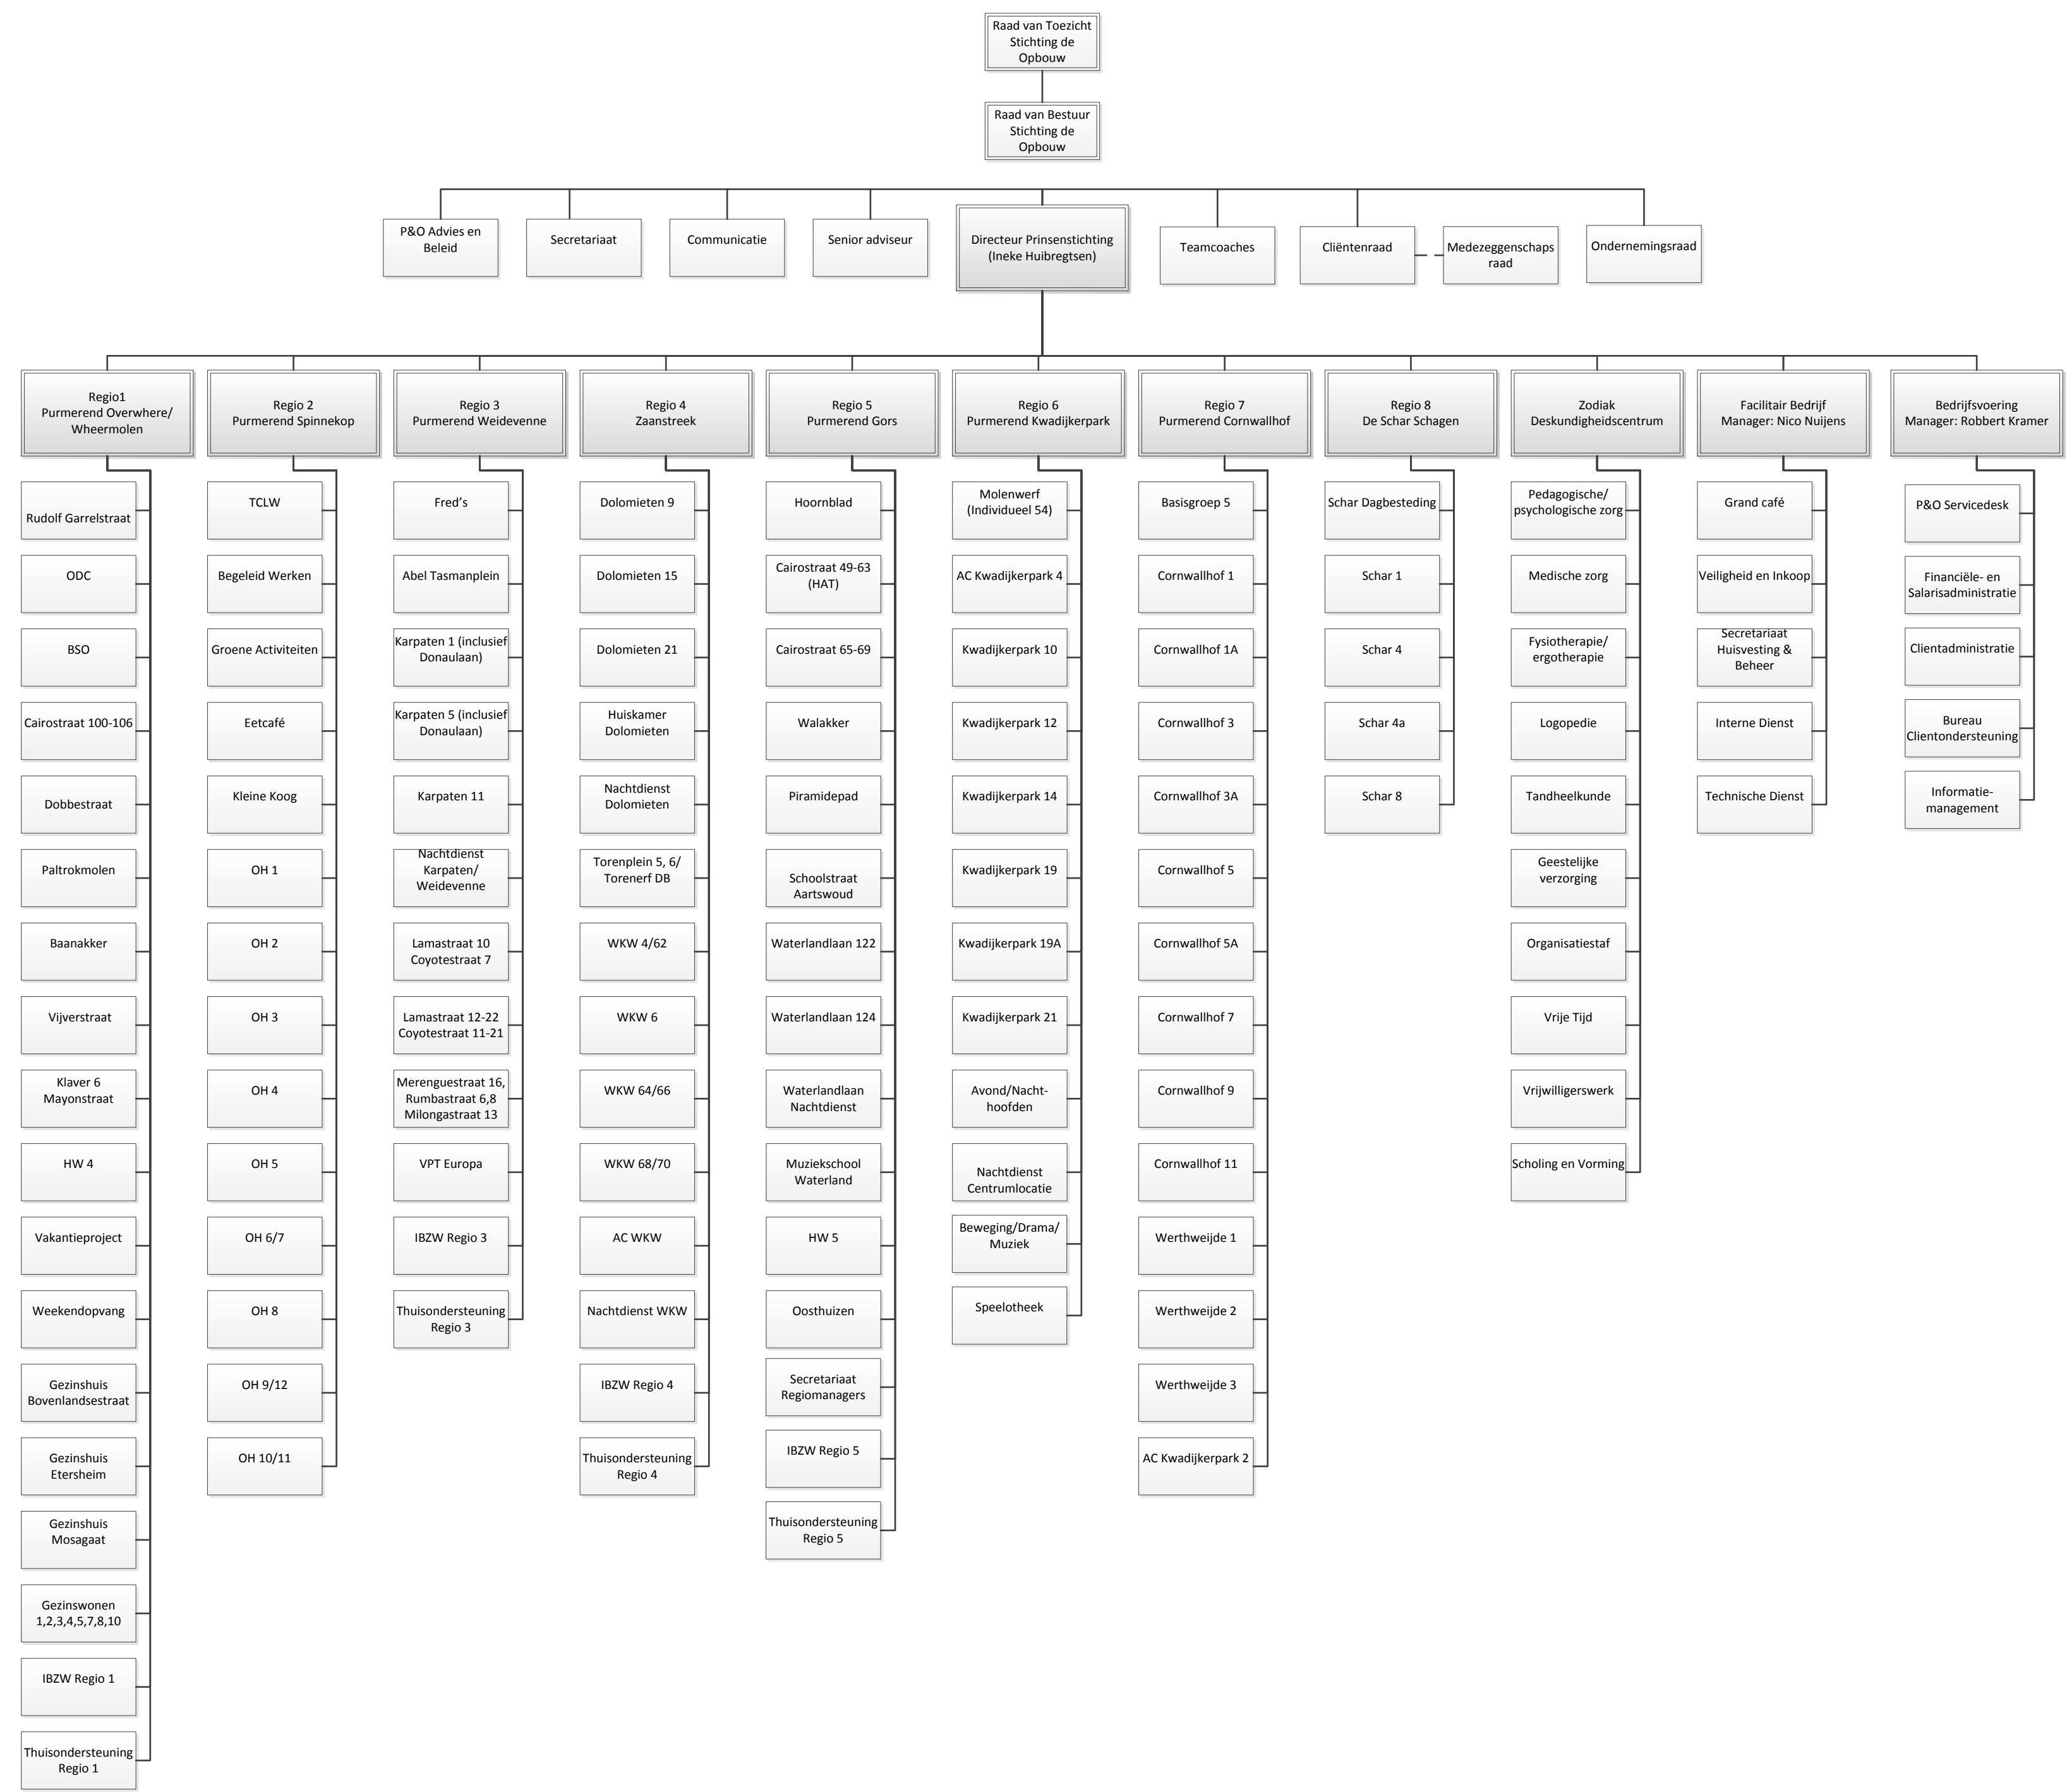 Raad van Toezicht
Stichting de
Opbouw
Raad van Bestuur
Stichting de
Opbouw
P&O Advies en
Beleid
Secretariaat
Communicatie
Senior adviseur
Directeur Prinsenstichting
(Ineke Huibregtsen)
Teamcoaches
Cliëntenraad
Medezeggenschaps
raad
Ondernemingsraad
Regio1
Purmerend Overwhere/
Wheermolen
Rudolf Garrelstraat
ODC
BSO
Cairostraat 100-106
Dobbestraat
Paltrokmolen
Baanakker
Vijverstraat
Klaver 6
Mayonstraat
HW 4
Vakantieproject
Weekendopvang
Gezinshuis
Bovenlandsestraat
Gezinshuis
Etersheim
Gezinshuis
Mosagaat
Gezinswonen
1,2,3,4,5,7,8,10
IBZW Regio 1
Thuisondersteuning
Regio 1
Regio 2
Purmerend Spinnekop
TCLW
Begeleid Werken
Groene Activiteiten
Eetcafé
Kleine Koog
OH 1
OH 2
OH 3
OH 4
OH 5
OH 6/7
OH 8
OH 9/12
OH 10/11
Regio 3
Purmerend Weidevenne
Fred’s
Abel Tasmanplein
Karpaten 1 (inclusief
Donaulaan)
Karpaten 5 (inclusief
Donaulaan)
Karpaten 11
Nachtdienst
Karpaten/
Weidevenne
Lamastraat 10
Coyotestraat 7
Lamastraat 12-22
Coyotestraat 11-21
Merenguestraat 16,
Rumbastraat 6,8
Milongastraat 13
VPT Europa
IBZW Regio 3
Thuisondersteuning
Regio 3
Regio 4
Zaanstreek
Dolomieten 9
Dolomieten 15
Dolomieten 21
Huiskamer
Dolomieten
Nachtdienst
Dolomieten
Torenplein 5, 6/
Torenerf DB
WKW 4/62
WKW 6
WKW 64/66
WKW 68/70
AC WKW
Nachtdienst WKW
IBZW Regio 4
Thuisondersteuning
Regio 4
Regio 5
Purmerend Gors
Hoornblad
Cairostraat 49-63
(HAT)
Cairostraat 65-69
Walakker
Piramidepad
Schoolstraat
Aartswoud
Waterlandlaan 122
Waterlandlaan 124
Waterlandlaan
Nachtdienst
Muziekschool
Waterland
HW 5
Oosthuizen
Secretariaat
Regiomanagers
IBZW Regio 5
Thuisondersteuning
Regio 5
Regio 6
Purmerend Kwadijkerpark
Molenwerf
(Individueel 54)
AC Kwadijkerpark 4
Kwadijkerpark 10
Kwadijkerpark 12
Kwadijkerpark 14
Kwadijkerpark 19
Kwadijkerpark 19A
Kwadijkerpark 21
Avond/Nacht-
hoofden
Nachtdienst
Centrumlocatie
Beweging/Drama/
Muziek
Speelotheek
Regio 7
Purmerend Cornwallhof
Basisgroep 5
Cornwallhof 1
Cornwallhof 1A
Cornwallhof 3
Cornwallhof 3A
Cornwallhof 5
Cornwallhof 5A
Cornwallhof 7
Cornwallhof 9
Cornwallhof 11
Werthweijde 1
Werthweijde 2
Werthweijde 3
AC Kwadijkerpark 2
Regio 8
De Schar Schagen
Schar Dagbesteding
Schar 1
Schar 4
Schar 4a
Schar 8
Zodiak
Deskundigheidscentrum
Pedagogische/
psychologische zorg
Medische zorg
Fysiotherapie/
ergotherapie
Logopedie
Tandheelkunde
Geestelijke
verzorging
Organisatiestaf
Vrije Tijd
Vrijwilligerswerk
Scholing en Vorming
Facilitair Bedrijf
Manager: Nico Nuijens
Grand café
Veiligheid en Inkoop
Secretariaat
Huisvesting &
Beheer
Interne Dienst
Technische Dienst
Bedrijfsvoering
Manager: Robbert Kramer
P&O Servicedesk
Financiële- en
Salarisadministratie
Clientadministratie
Bureau
Clientondersteuning
Informatie-
management